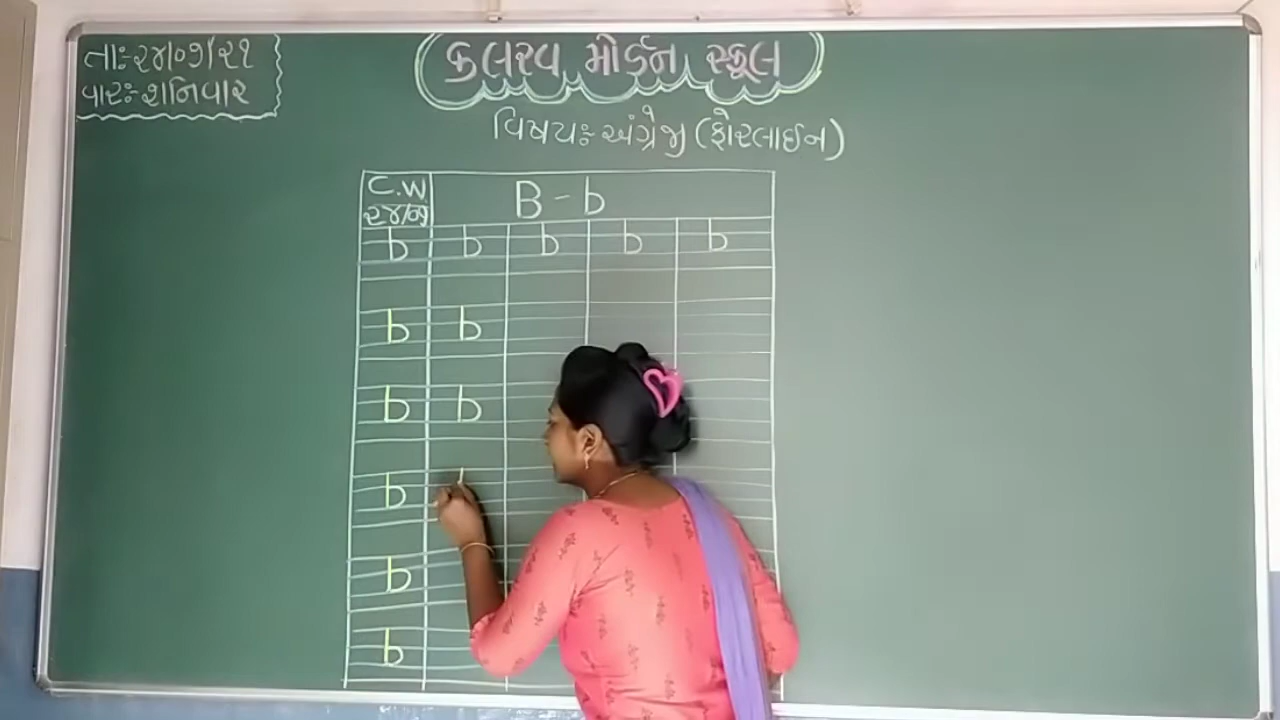 તાઃ૨૪/૦૭/૨૧
વારઃશનિવાર
કલરવ મોર્ડન સ્કૂલ
વિષયઃઅંગ્રેજી (ફોરલાઈન)
C.W
૨૪/૦૭
B - b
b b b b b
b b
b b
b
b
b